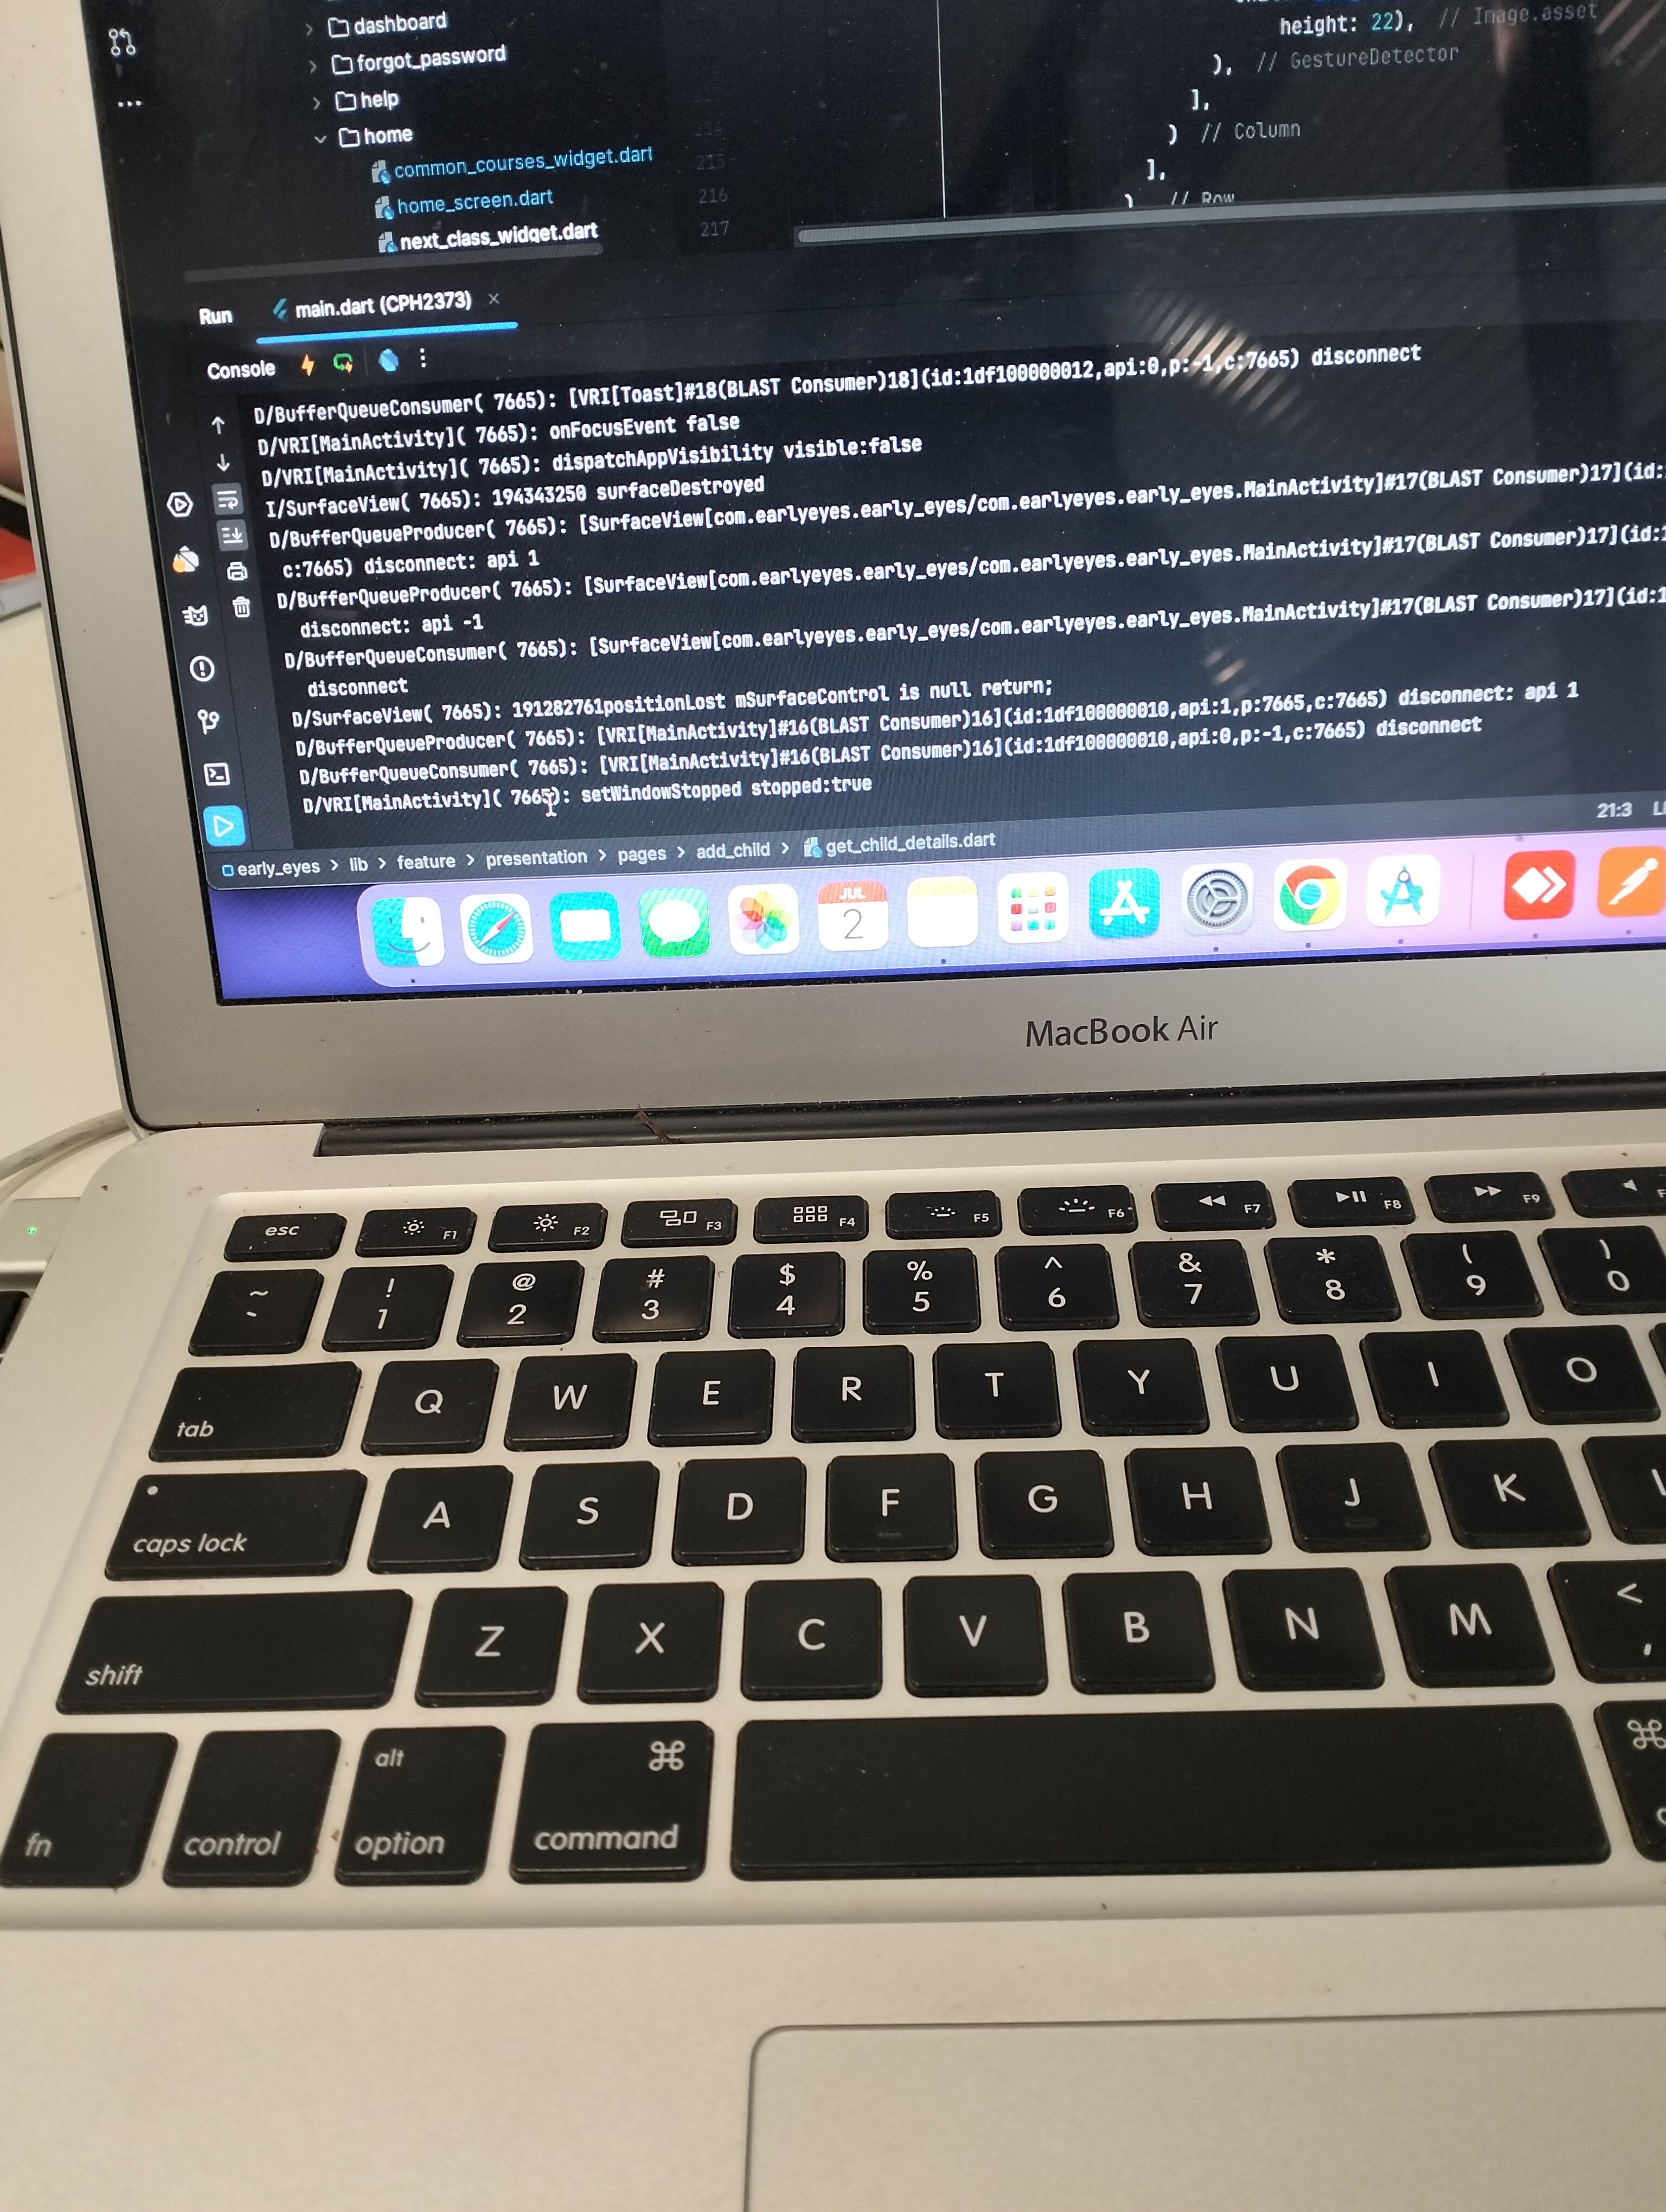 dashboard
forgot_password
help
home
common_courses_widget.dart
home_screen.dart
next_class_widget.dart
214
215
216
217
height: 22), // Image.asset
), // GestureDetector
],
) // Column
],
) // Row
Run main.dart (CPH2373) ×
Console
D/BufferQueueConsumer( 7665): [VRI[Toast]#18(BLAST Consumer)18](id:1df100000012,api:0,p:-1,c:7665) disconnect
D/VRI[MainActivity]( 7665): onFocusEvent false
D/VRI[MainActivity]( 7665): dispatchAppVisibility visible:false
I/SurfaceView( 7665): 194343250 surfaceDestroyed
D/BufferQueueProducer( 7665): [SurfaceView[com.earlyeyes.early_eyes/com.earlyeyes.early_eyes.MainActivity]#17(BLAST Consumer)17](id:
c:7665) disconnect: api 1
D/BufferQueueProducer( 7665): [SurfaceView[com.earlyeyes.early_eyes/com.earlyeyes.early_eyes.MainActivity]#17(BLAST Consumer)17](id:1
disconnect: api -1
D/BufferQueueConsumer( 7665): [SurfaceView[com.earlyeyes.early_eyes/com.earlyeyes.early_eyes.MainActivity]#17(BLAST Consumer)17](id:1
disconnect
D/SurfaceView( 7665): 191282761positionLost mSurfaceControl is null return;
D/BufferQueueProducer( 7665): [VRI[MainActivity]#16(BLAST Consumer)16](id:1df100000010,api:1,p:7665,c:7665) disconnect: api 1
D/BufferQueueConsumer( 7665): [VRI[MainActivity]#16(BLAST Consumer)16](id:1df100000010,api:0,p:-1,c:7665) disconnect
D/VRI[MainActivity]( 7665): setWindowStopped stopped:true
21:3
early_eyes > lib > feature > presentation > pages > add_child > get_child_details.dart
JUL
2
MacBook Air
esc F1 F2 F3 F4 F5 F6 F7 F8 F9
~ ! @ # $ % ^ & * ( )
` 1 2 3 4 5 6 7 8 9 0
tab Q W E R T Y U I O
caps lock A S D F G H J K L
shift Z X C V B N M < ,
alt ⌘ ⌘
fn control option command